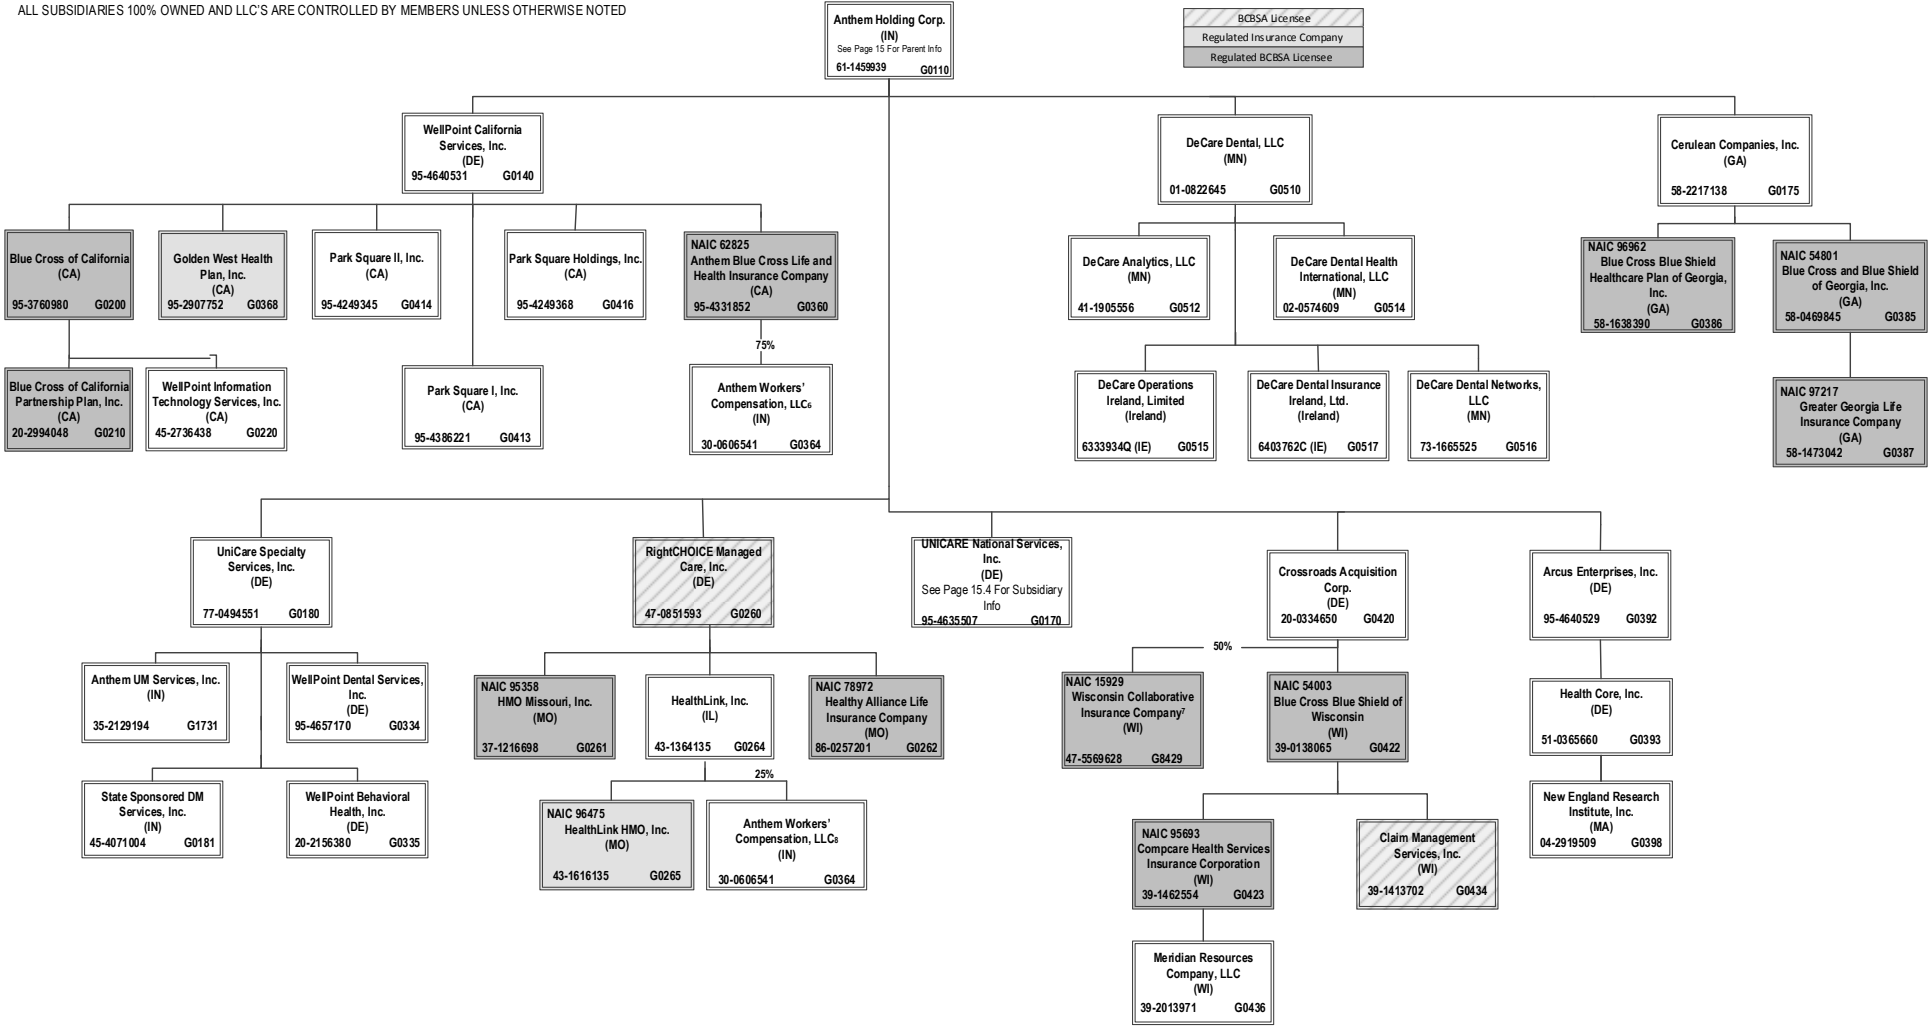 ALL SUBSIDIARIES 100% OWNED AND LLC'S ARE CONTROLLED BY MEMBERS UNLESS OTHERWISE NOTED
Anthem Holding Corp.
(IN)
See Page 15 For Parent Info
61-1459939 G0110
BCBSA Licensee
Regulated Insurance Company
Regulated BCBSA Licensee
WellPoint California
Services, Inc.
(DE)
95-4640531 G0140
DeCare Dental, LLC
(MN)
01-0822645 G0510
Cerulean Companies, Inc.
(GA)
58-2217138 G0175
Blue Cross of California
(CA)
95-3760980 G0200
Golden West Health
Plan, Inc.
(CA)
95-2907752 G0368
Park Square II, Inc.
(CA)
95-4249345 G0414
Park Square Holdings, Inc.
(CA)
95-4249368 G0416
NAIC 62825
Anthem Blue Cross Life and
Health Insurance Company
(CA)
95-4331852 G0360
DeCare Analytics, LLC
(MN)
41-1905556 G0512
DeCare Dental Health
International, LLC
(MN)
02-0574609 G0514
NAIC 96962
Blue Cross Blue Shield
Healthcare Plan of Georgia,
Inc.
(GA)
58-1638390 G0386
NAIC 54801
Blue Cross and Blue Shield
of Georgia, Inc.
(GA)
58-0469845 G0385
75%
Blue Cross of California
Partnership Plan, Inc.
(CA)
20-2994048 G0210
WellPoint Information
Technology Services, Inc.
(CA)
45-2736438 G0220
Park Square I, Inc.
(CA)
95-4386221 G0413
Anthem Workers'
Compensation, LLC6
(IN)
30-0606541 G0364
DeCare Operations
Ireland, Limited
(Ireland)
6333934Q (IE) G0515
DeCare Dental Insurance
Ireland, Ltd.
(Ireland)
6403762C (IE) G0517
DeCare Dental Networks,
LLC
(MN)
73-1665525 G0516
NAIC 97217
Greater Georgia Life
Insurance Company
(GA)
58-1473042 G0387
UniCare Specialty
Services, Inc.
(DE)
77-0494551 G0180
RightCHOICE Managed
Care, Inc.
(DE)
47-0851593 G0260
UNICARE National Services,
Inc.
(DE)
See Page 15.4 For Subsidiary
Info
95-4635507 G0170
Crossroads Acquisition
Corp.
(DE)
20-0334650 G0420
Arcus Enterprises, Inc.
(DE)
95-4640529 G0392
50%
Anthem UM Services, Inc.
(IN)
35-2129194 G1731
WellPoint Dental Services,
Inc.
(DE)
95-4657170 G0334
NAIC 95358
HMO Missouri, Inc.
(MO)
37-1216698 G0261
HealthLink, Inc.
(IL)
43-1364135 G0264
NAIC 78972
Healthy Alliance Life
Insurance Company
(MO)
86-0257201 G0262
NAIC 15929
Wisconsin Collaborative
Insurance Company7
(WI)
47-5569628 G8429
NAIC 54003
Blue Cross Blue Shield of
Wisconsin
(WI)
39-0138065 G0422
Health Core, Inc.
(DE)
51-0365660 G0393
25%
State Sponsored DM
Services, Inc.
(IN)
45-4071004 G0181
WellPoint Behavioral
Health, Inc.
(DE)
20-2156380 G0335
NAIC 96475
HealthLink HMO, Inc.
(MO)
43-1616135 G0265
Anthem Workers'
Compensation, LLC8
(IN)
30-0606541 G0364
NAIC 95693
Compcare Health Services
Insurance Corporation
(WI)
39-1462554 G0423
Claim Management
Services, Inc.
(WI)
39-1413702 G0434
New England Research
Institute, Inc.
(MA)
04-2919509 G0398
Meridian Resources
Company, LLC
(WI)
39-2013971 G0436